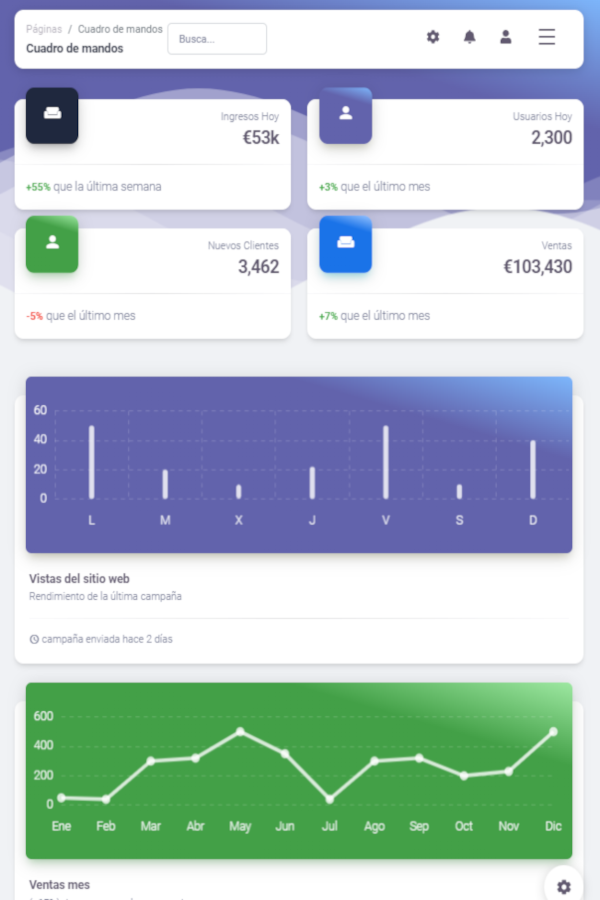 Páginas / Cuadro de mandos
Cuadro de mandos
Busca...
Ingresos Hoy
€53k
+55% que la última semana
Usuarios Hoy
2,300
+3% que el último mes
Nuevos Clientes
3,462
-5% que el último mes
Ventas
€103,430
+7% que el último mes
60
40
20
0
L M X J V S D
Vistas del sitio web
Rendimiento de la última campaña
campaña enviada hace 2 días
600
400
200
0
Ene Feb Mar Abr May Jun Jul Ago Sep Oct Nov Dic
Ventas mes